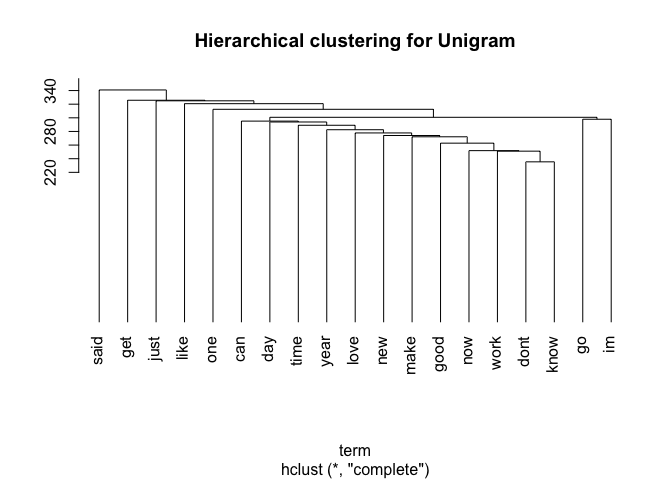 Hierarchical clustering for Unigram
340
280
220
said
get
just
like
one
can
day
time
year
love
new
make
good
now
work
dont
know
go
im
term
hclust (*, "complete")